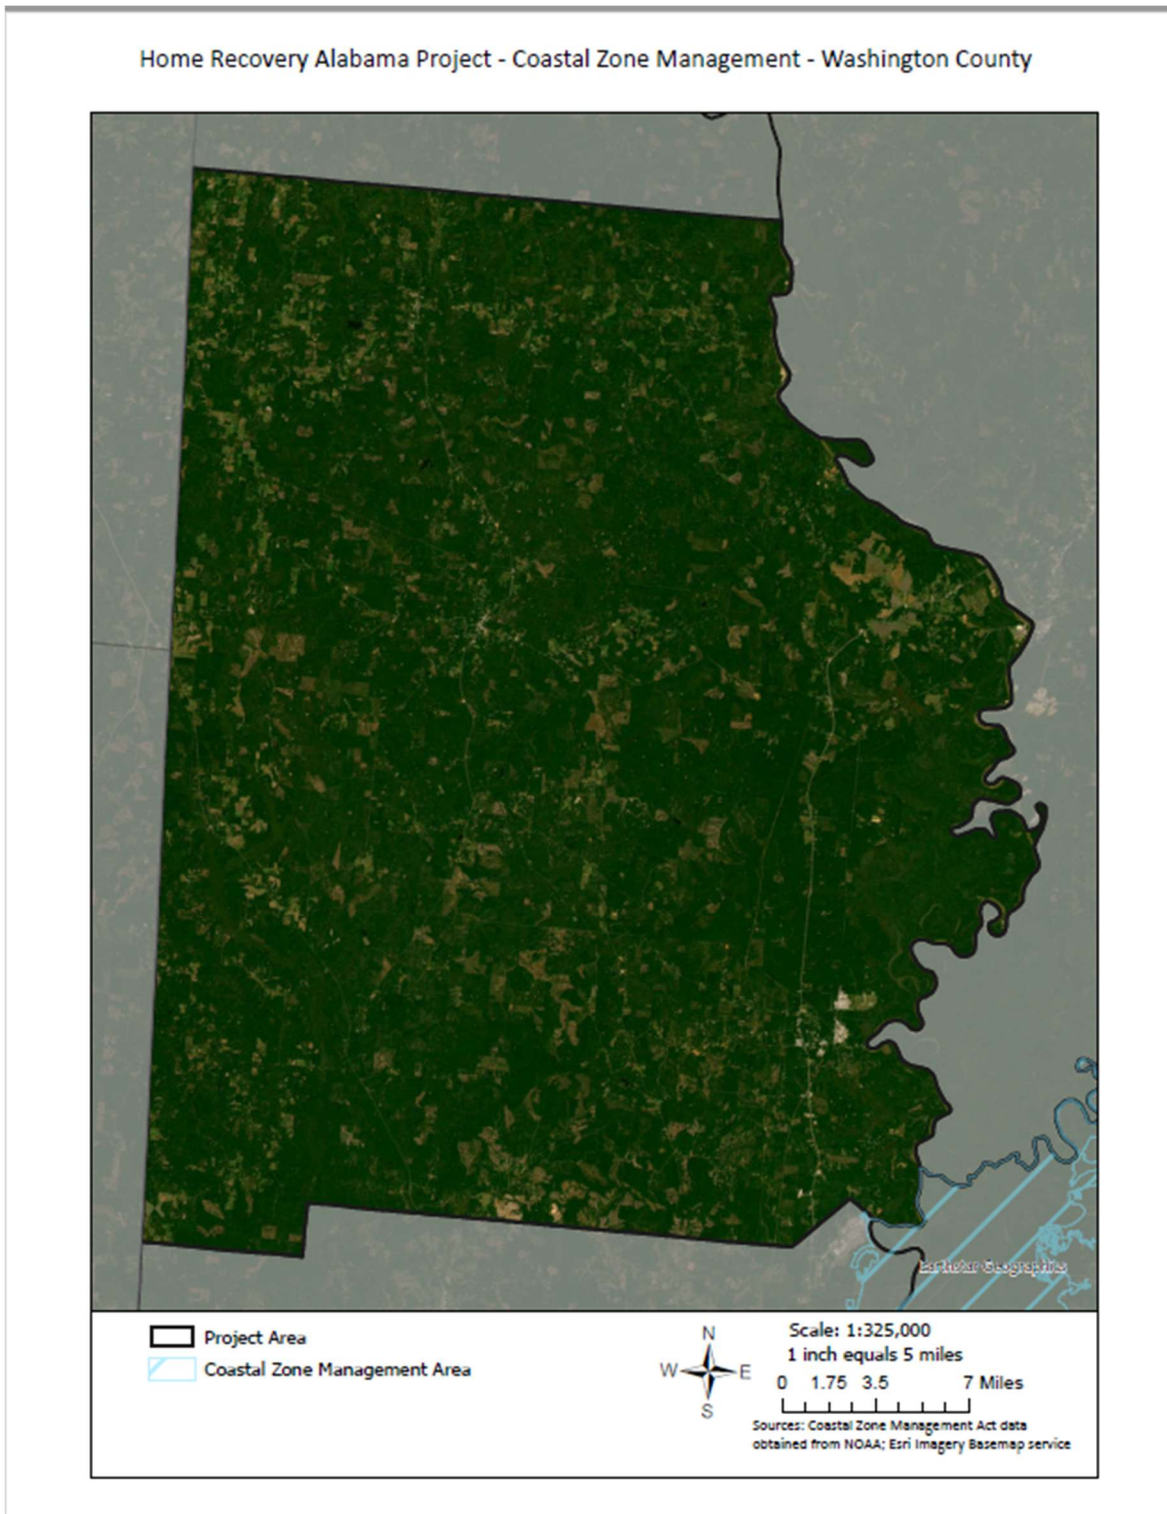 Home Recovery Alabama Project - Coastal Zone Management - Washington County
Earthstar Geographics
Project Area
Coastal Zone Management Area
N
W E
S
Scale: 1:325,000
1 inch equals 5 miles
0 1.75 3.5 7 Miles
Sources: Coastal Zone Management Act data
obtained from NOAA; Esri Imagery Basemap service